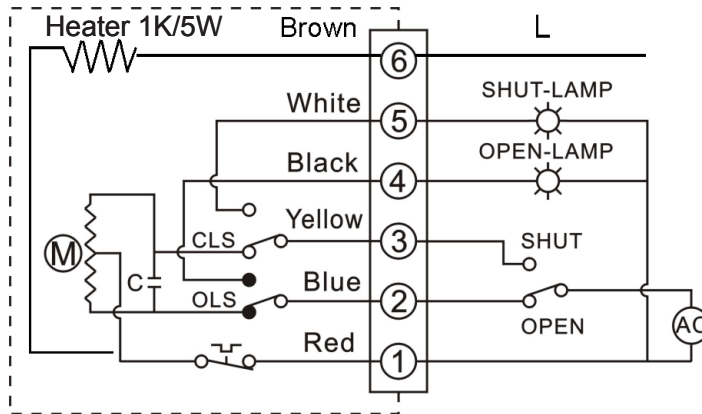 Heater 1K/5W Brown 6 L
White 5 SHUT-LAMP
Black 4 OPEN-LAMP
Yellow 3 SHUT
CLS
M
C
Blue 2
OLS OPEN AC
Red 1